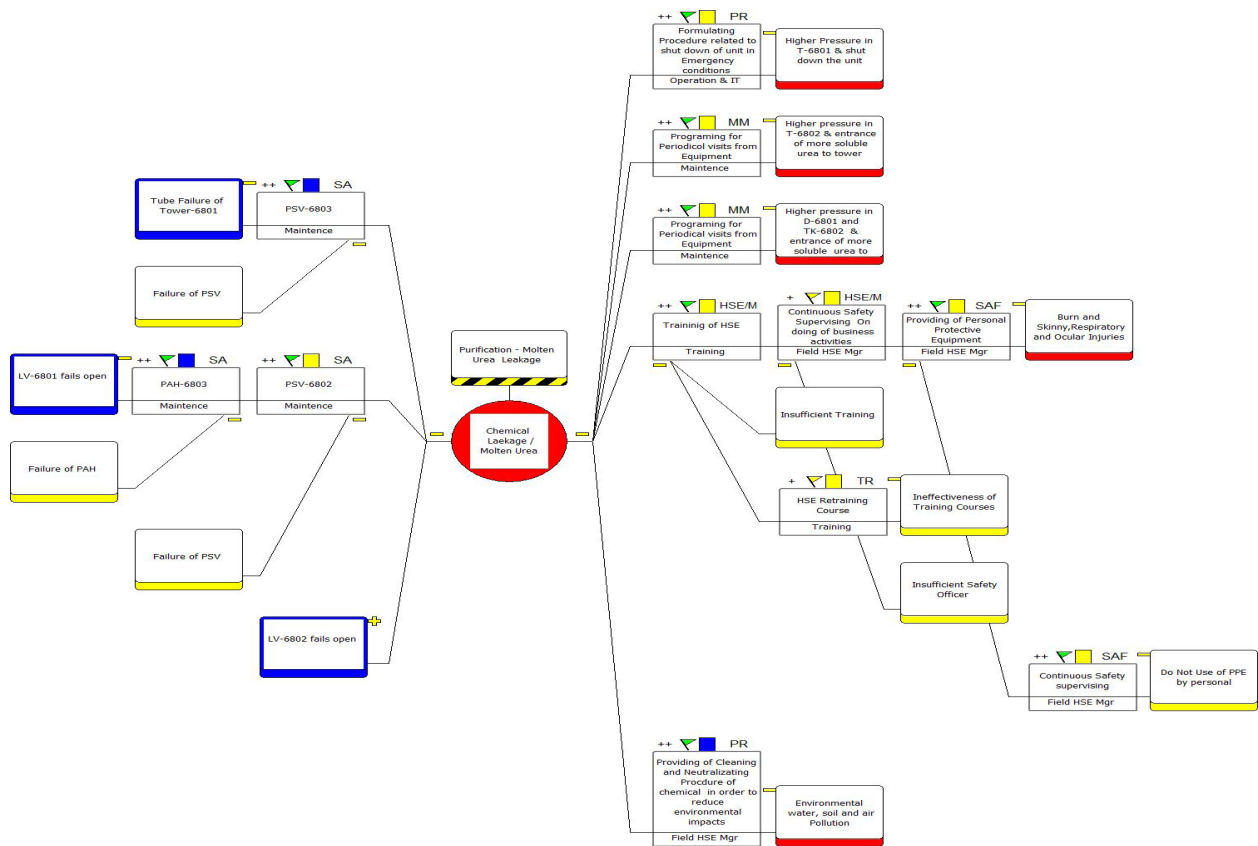 ++ PR
Formulating
Procedure related to
shut down of unit in
Emergency
conditions
Operation & IT
Higher Pressure in
T-6801 & shut
down the unit
++ MM
Programing for
Periodical visits from
Equipment
Maintence
Higher pressure in
T-6802 & entrance
of more soluble
urea to tower
++ MM
Programing for
Periodical visits from
Equipment
Maintence
Higher pressure in
D-6801 and
TK-6802 &
entrance of more
soluble urea to
Tube Failure of
Tower-6801
++ SA
PSV-6803
Maintence
Failure of PSV
LV-6801 fails open
++ SA
PAH-6803
Maintence
++ SA
PSV-6802
Maintence
Failure of PAH
Failure of PSV
LV-6802 fails open
Purification - Molten
Urea Leakage
Chemical
Laekage /
Molten Urea
++ HSE/M
Traininig of HSE
Training
+ HSE/M
Continuous Safety
Supervising On
doing of business
activities
Field HSE Mgr
++ SAF
Providing of Personal
Protective
Equipment
Field HSE Mgr
Burn and
Skinny,Respiratory
and Ocular Injuries
Insufficient Training
+ TR
HSE Retraining
Course
Training
Ineffectiveness of
Training Courses
Insufficient Safety
Officer
++ SAF
Continuous Safety
supervising
Field HSE Mgr
Do Not Use of PPE
by personal
++ PR
Providing of Cleaning
and Neutralizating
Procdure of
chemical in order to
reduce
environmental
impacts
Field HSE Mgr
Environmental
water, soil and air
Pollution